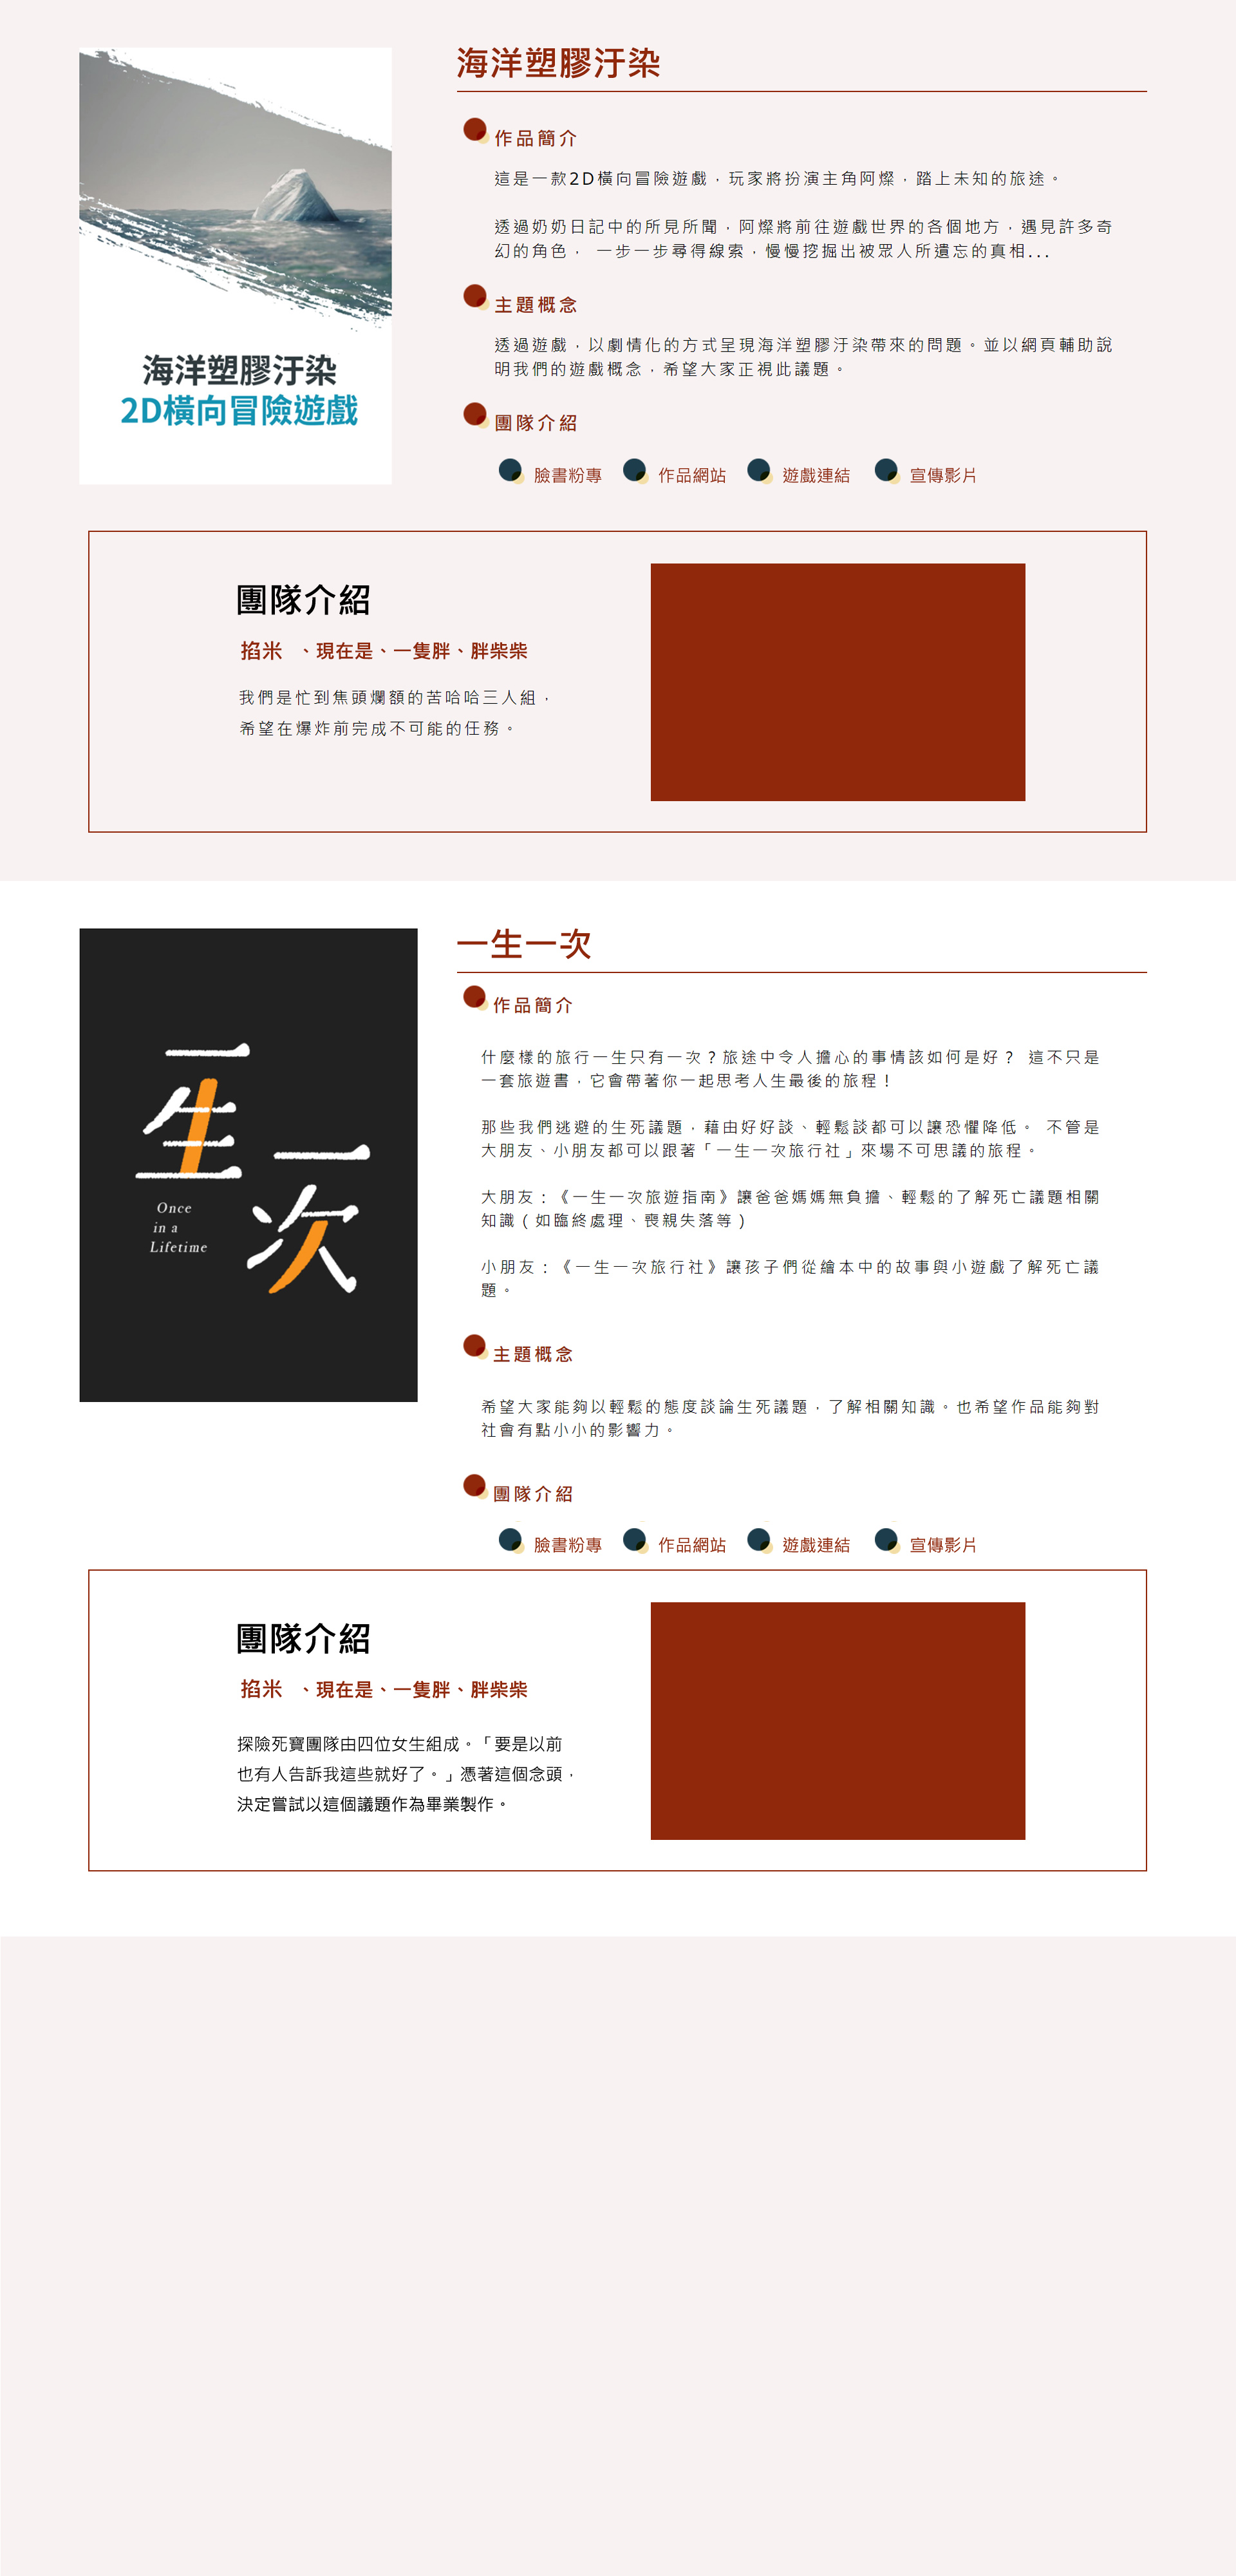 海洋塑膠汙染
2D橫向冒險遊戲
海洋塑膠汙染
作品簡介
這是一款2D橫向冒險遊戲，玩家將扮演主角阿燦，踏上未知的旅途。
透過奶奶日記中的所見所聞，阿燦將前往遊戲世界的各個地方，遇見許多奇
幻的角色， 一步一步尋得線索，慢慢挖掘出被眾人所遺忘的真相...
主題概念
透過遊戲，以劇情化的方式呈現海洋塑膠汙染帶來的問題。並以網頁輔助說
明我們的遊戲概念，希望大家正視此議題。
團隊介紹
臉書粉專 作品網站 遊戲連結 宣傳影片
團隊介紹
掐米 、現在是、一隻胖、胖柴柴
我們是忙到焦頭爛額的苦哈哈三人組，
希望在爆炸前完成不可能的任務。
一生一次
Once
in a
Lifetime
一生一次
作品簡介
什麼樣的旅行一生只有一次？旅途中令人擔心的事情該如何是好？ 這不只是
一套旅遊書，它會帶著你一起思考人生最後的旅程！
那些我們逃避的生死議題，藉由好好談、輕鬆談都可以讓恐懼降低。 不管是
大朋友、小朋友都可以跟著「一生一次旅行社」來場不可思議的旅程。
大朋友：《一生一次旅遊指南》讓爸爸媽媽無負擔、輕鬆的了解死亡議題相關
知識（如臨終處理、喪親失落等）
小朋友：《一生一次旅行社》讓孩子們從繪本中的故事與小遊戲了解死亡議
題。
主題概念
希望大家能夠以輕鬆的態度談論生死議題，了解相關知識。也希望作品能夠對
社會有點小小的影響力。
團隊介紹
臉書粉專 作品網站 遊戲連結 宣傳影片
團隊介紹
掐米 、現在是、一隻胖、胖柴柴
探險死寶團隊由四位女生組成。「要是以前
也有人告訴我這些就好了。」憑著這個念頭，
決定嘗試以這個議題作為畢業製作。